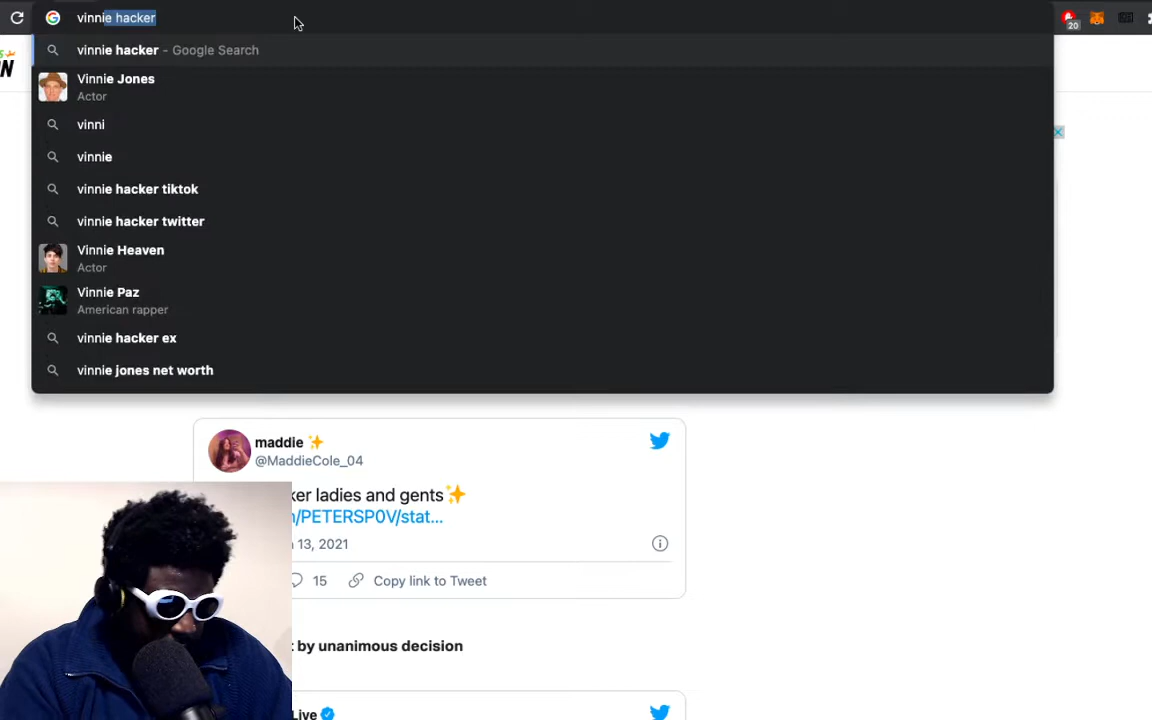 vinnie hacker
20
vinnie hacker - Google Search
Vinnie Jones
Actor
vinni
vinnie
vinnie hacker tiktok
vinnie hacker twitter
Vinnie Heaven
Actor
Vinnie Paz
American rapper
vinnie hacker ex
vinnie jones net worth
maddie ✨
@MaddieCole_04
ker ladies and gents✨
/PETERSP0V/stat...
13, 2021
15 Copy link to Tweet
by unanimous decision
Live